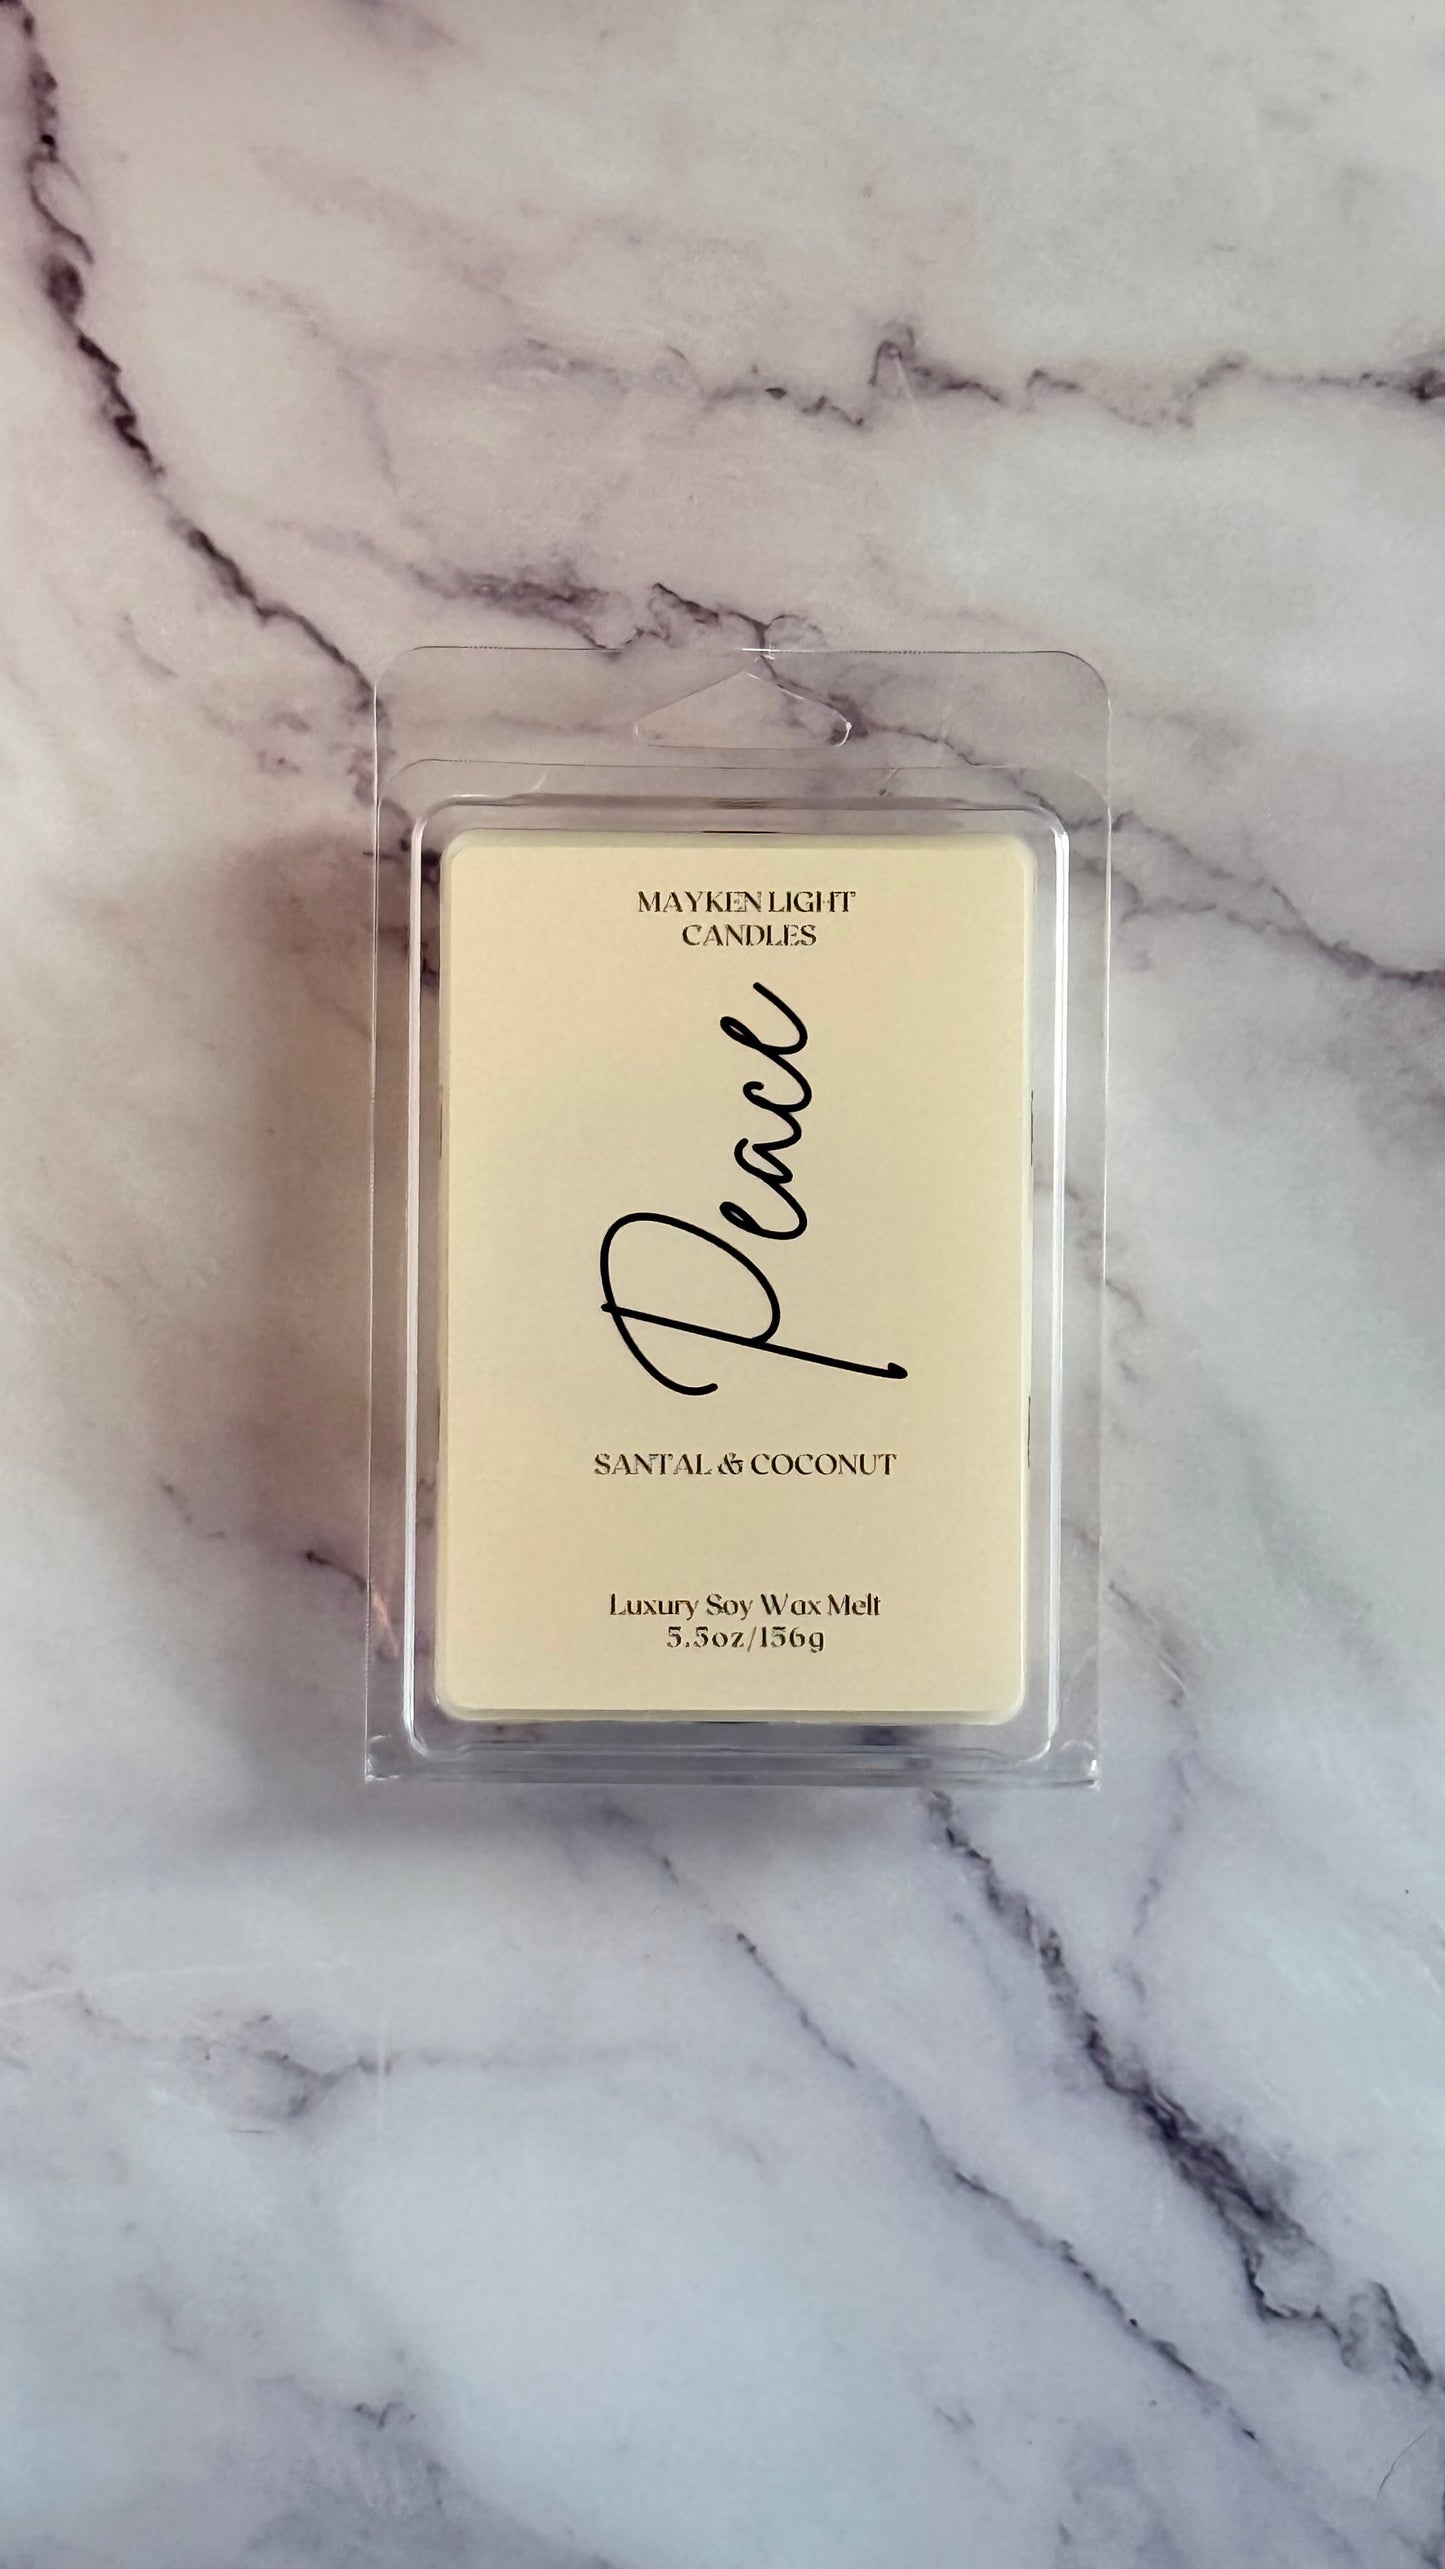 MAYKEN LIGHT
CANDLES
Peace
SANTAL & COCONUT
Luxury Soy Wax Melt
5.5oz/156g